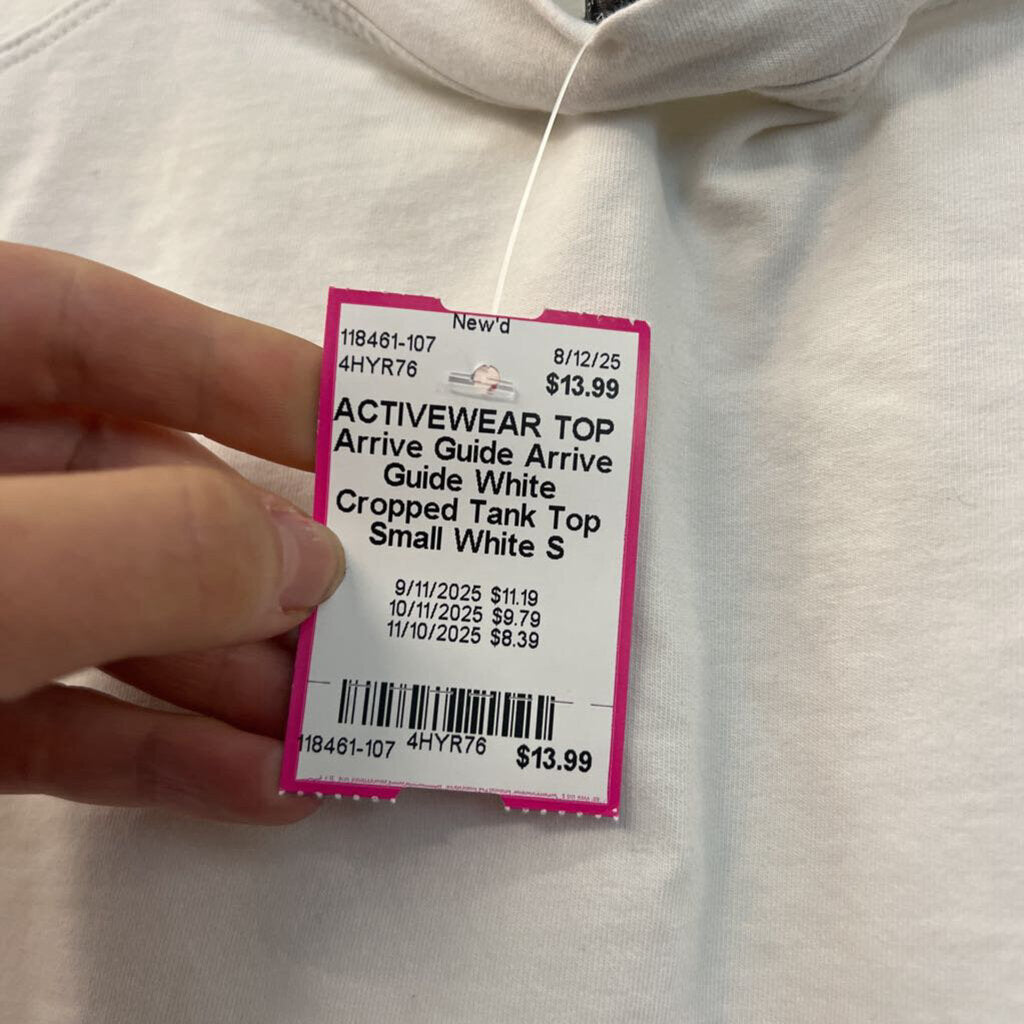 New'd
118461-107
8/12/25
4HYR76
$13.99
ACTIVEWEAR TOP
Arrive Guide Arrive
Guide White
Cropped Tank Top
Small White S
9/11/2025 $11.19
10/11/2025 $9.79
11/10/2025 $8.39
118461-107 4HYR76 $13.99